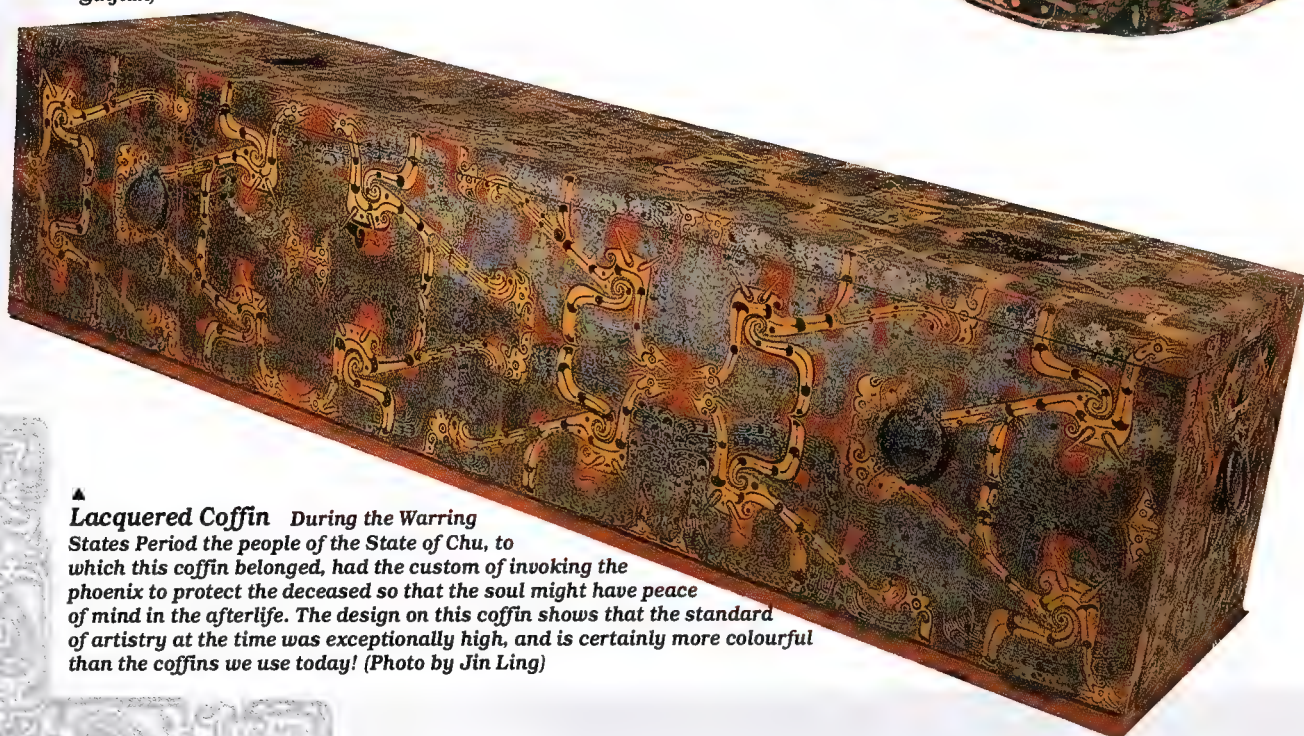 Lacquered Coffin During the Warring
States Period the people of the State of Chu, to
which this coffin belonged, had the custom of invoking the
phoenix to protect the deceased so that the soul might have peace
of mind in the afterlife. The design on this coffin shows that the standard
of artistry at the time was exceptionally high, and is certainly more colourful
than the coffins we use today! (Photo by Jin Ling)